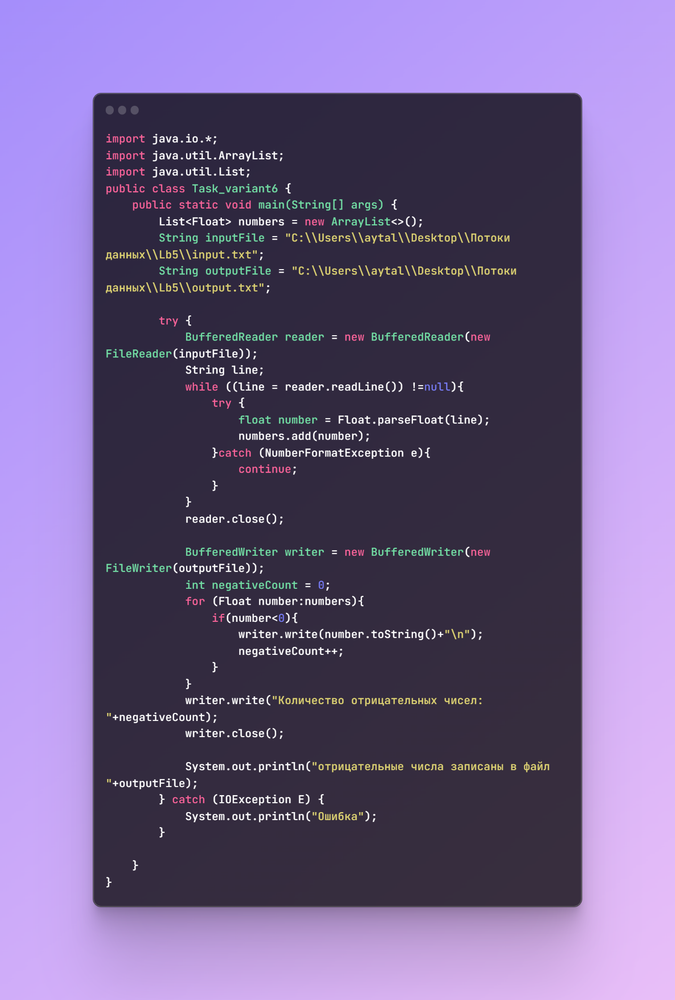 import java.io.*;
import java.util.ArrayList;
import java.util.List;
public class Task_variant6 {
    public static void main(String[] args) {
        List<Float> numbers = new ArrayList<>();
        String inputFile = "C:\\Users\\aytal\\Desktop\\Потоки
данных\\Lb5\\input.txt";
        String outputFile = "C:\\Users\\aytal\\Desktop\\Потоки
данных\\Lb5\\output.txt";

        try {
            BufferedReader reader = new BufferedReader(new
FileReader(inputFile));
            String line;
            while ((line = reader.readLine()) !=null){
                try {
                    float number = Float.parseFloat(line);
                    numbers.add(number);
                }catch (NumberFormatException e){
                    continue;
                }
            }
            reader.close();

            BufferedWriter writer = new BufferedWriter(new
FileWriter(outputFile));
            int negativeCount = 0;
            for (Float number:numbers){
                if(number<0){
                    writer.write(number.toString()+"\n");
                    negativeCount++;
                }
            }
            writer.write("Количество отрицательных чисел:
"+negativeCount);
            writer.close();

            System.out.println("отрицательные числа записаны в файл
"+outputFile);
        } catch (IOException E) {
            System.out.println("Ошибка");
        }

    }
}